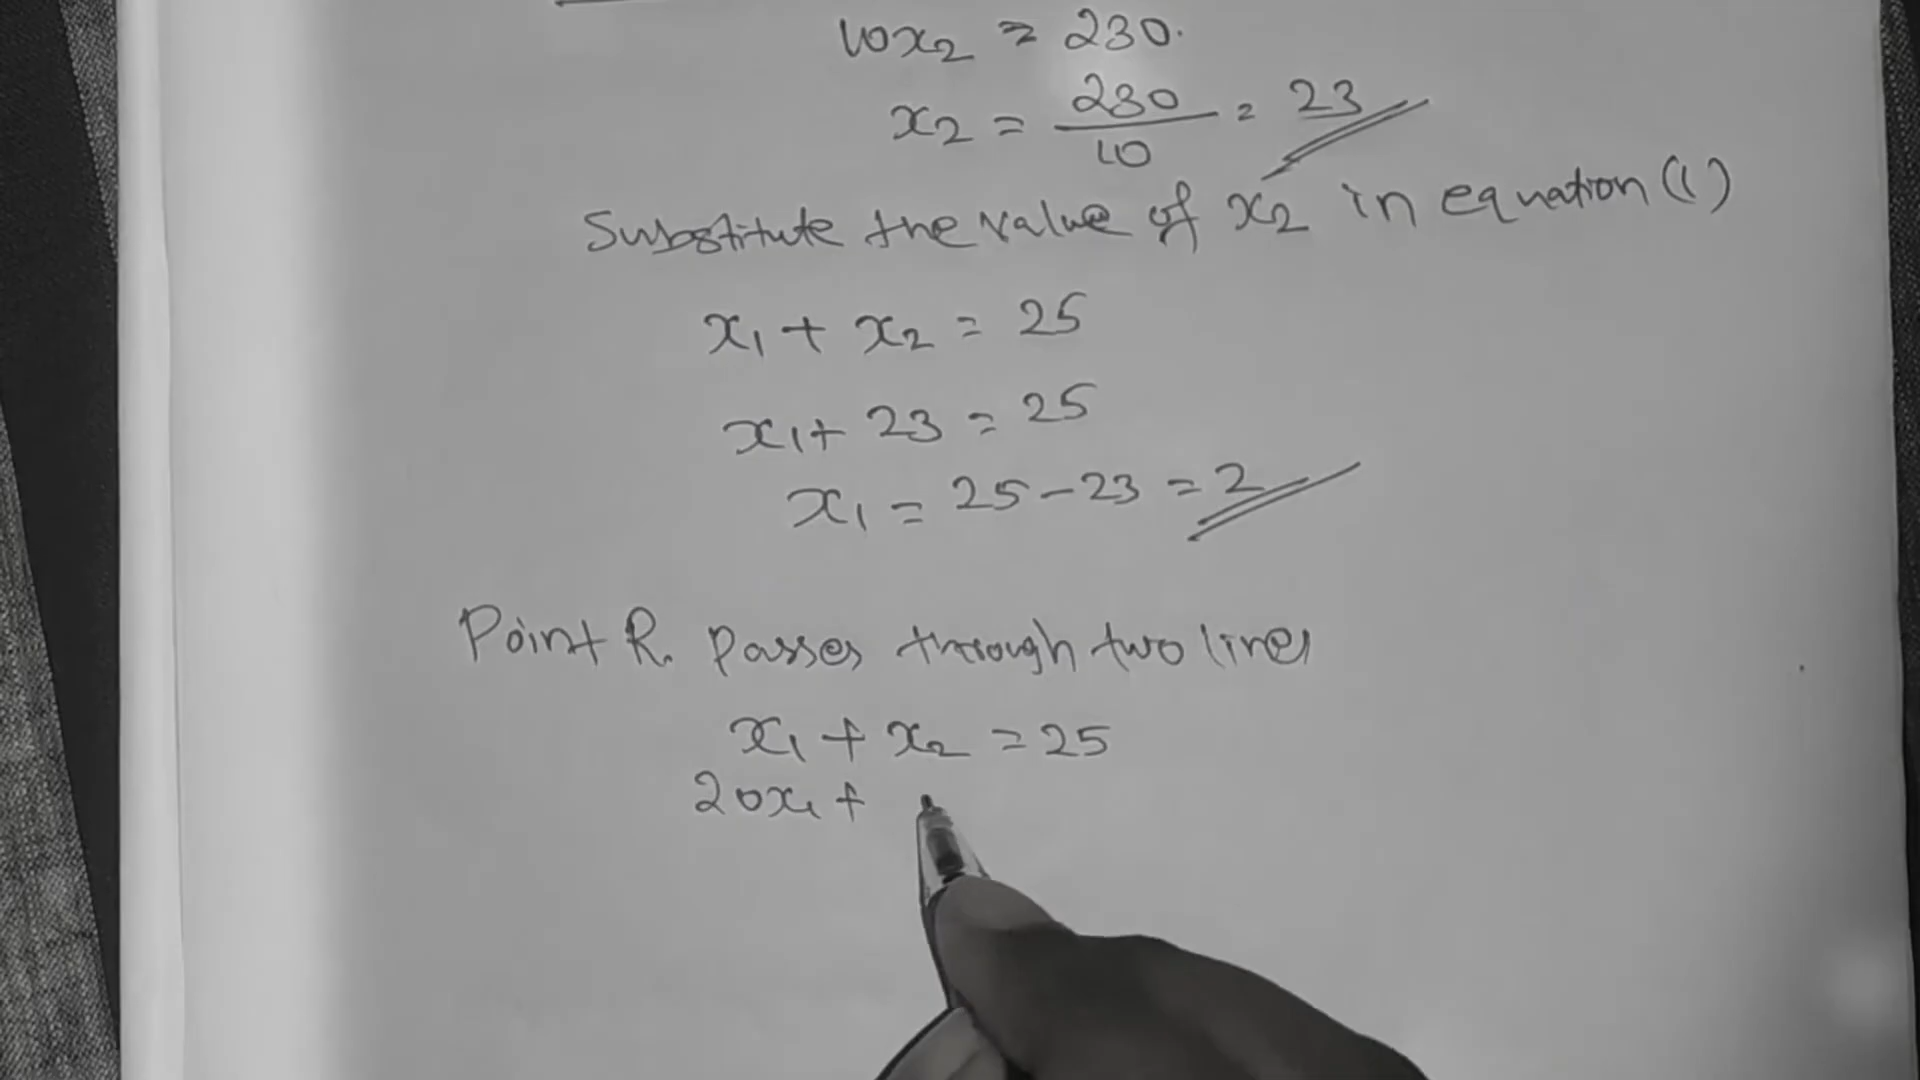 10x2 = 230.
x2 = 230/10 = 23
Substitute the value of x2 in equation (1)
x1 + x2 = 25
x1 + 23 = 25
x1 = 25 - 23 = 2
Point R. Passes through two lines
x1 + x2 = 25
20x1 +